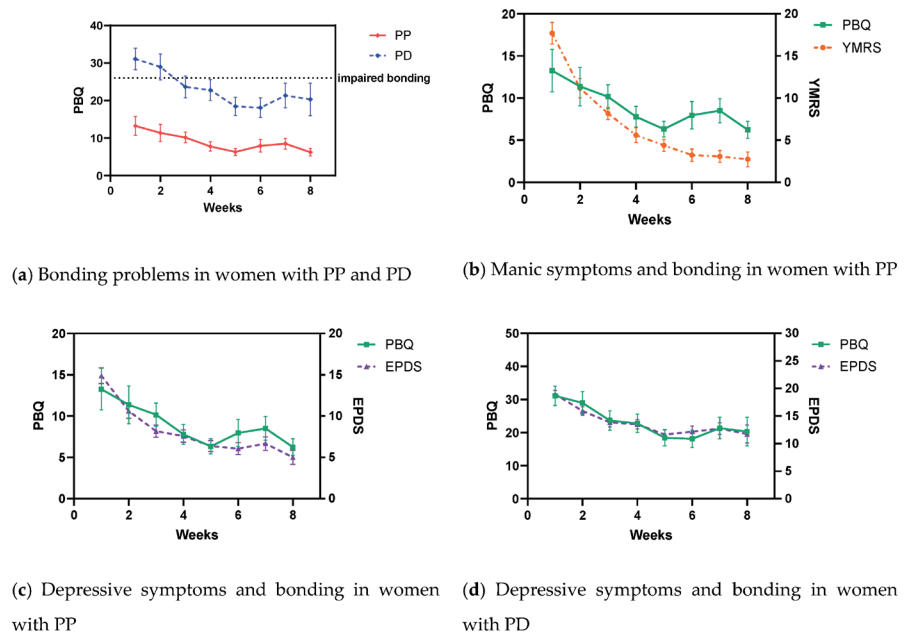 40
30
20
10
0
PBQ
0 2 4 6 8
Weeks
PP
PD
impaired bonding
(a) Bonding problems in women with PP and PD
20
15
10
5
0
PBQ
0 2 4 6 8
Weeks
20
15
10
5
0
YMRS
PBQ
YMRS
(b) Manic symptoms and bonding in women with PP
20
15
10
5
0
PBQ
0 2 4 6 8
Weeks
20
15
10
5
0
EPDS
PBQ
EPDS
(c) Depressive symptoms and bonding in women
with PP
50
40
30
20
10
0
PBQ
0 2 4 6 8
Weeks
30
25
20
15
10
5
0
EPDS
PBQ
EPDS
(d) Depressive symptoms and bonding in women
with PD